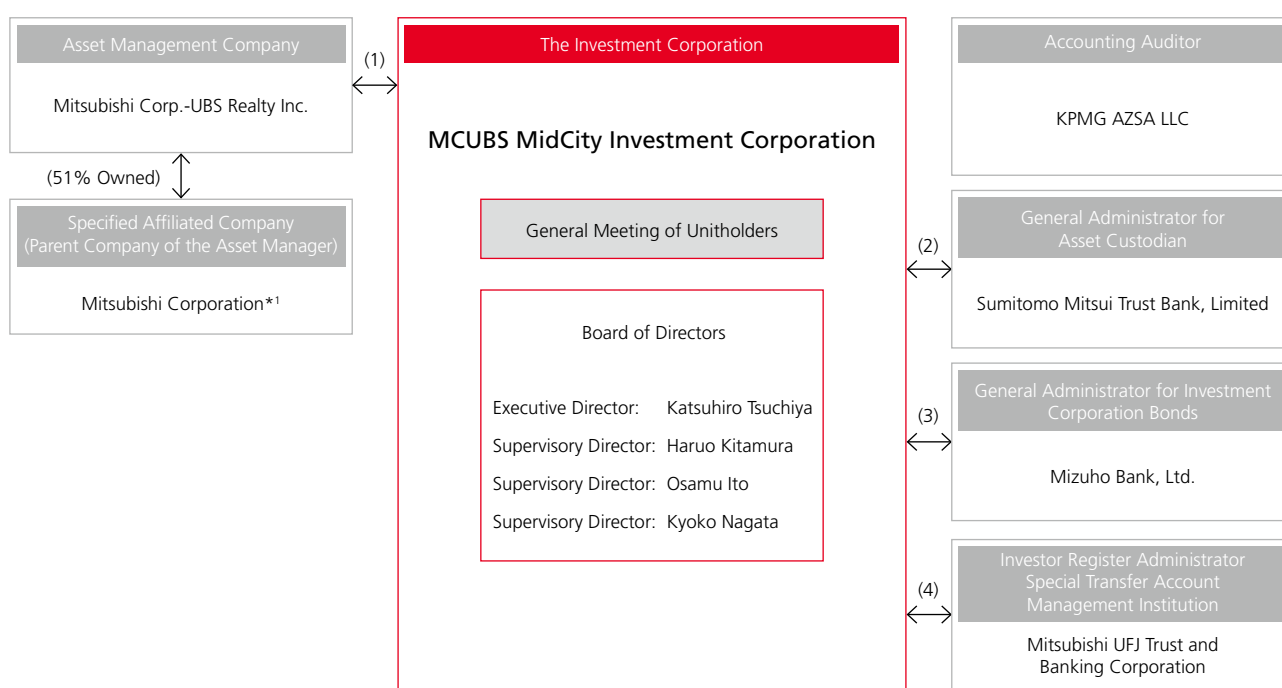 Asset Management Company
Mitsubishi Corp.-UBS Realty Inc.
(1)
(51% Owned)
Specified Affiliated Company
(Parent Company of the Asset Manager)
Mitsubishi Corporation*1
The Investment Corporation
MCUBS MidCity Investment Corporation
General Meeting of Unitholders
Board of Directors
Executive Director: Katsuhiro Tsuchiya
Supervisory Director: Haruo Kitamura
Supervisory Director: Osamu Ito
Supervisory Director: Kyoko Nagata
Accounting Auditor
KPMG AZSA LLC
(2)
General Administrator for
Asset Custodian
Sumitomo Mitsui Trust Bank, Limited
(3)
General Administrator for Investment
Corporation Bonds
Mizuho Bank, Ltd.
(4)
Investor Register Administrator
Special Transfer Account
Management Institution
Mitsubishi UFJ Trust and
Banking Corporation